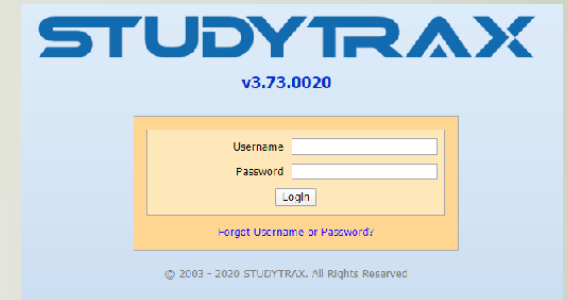 STUDYTRAX
v3.73.0020
Username
Password
Login
Forgot Username or Password?
© 2003 - 2020 STUDYTRAX. All Rights Reserved